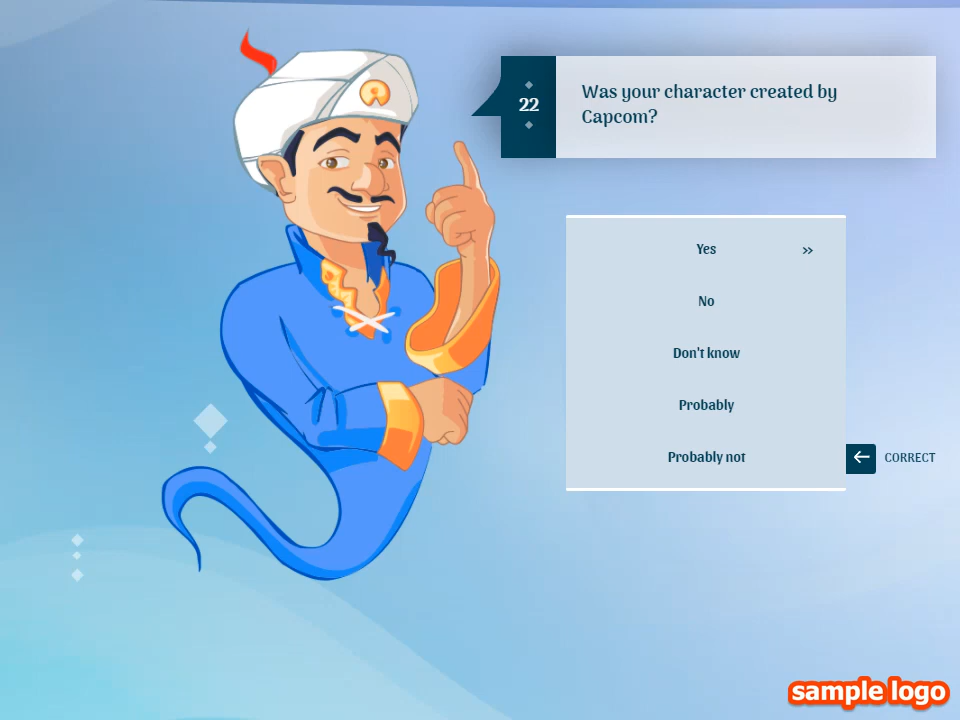 22
Was your character created by
Capcom?
Yes
No
Don't know
Probably
Probably not
CORRECT
sample logo